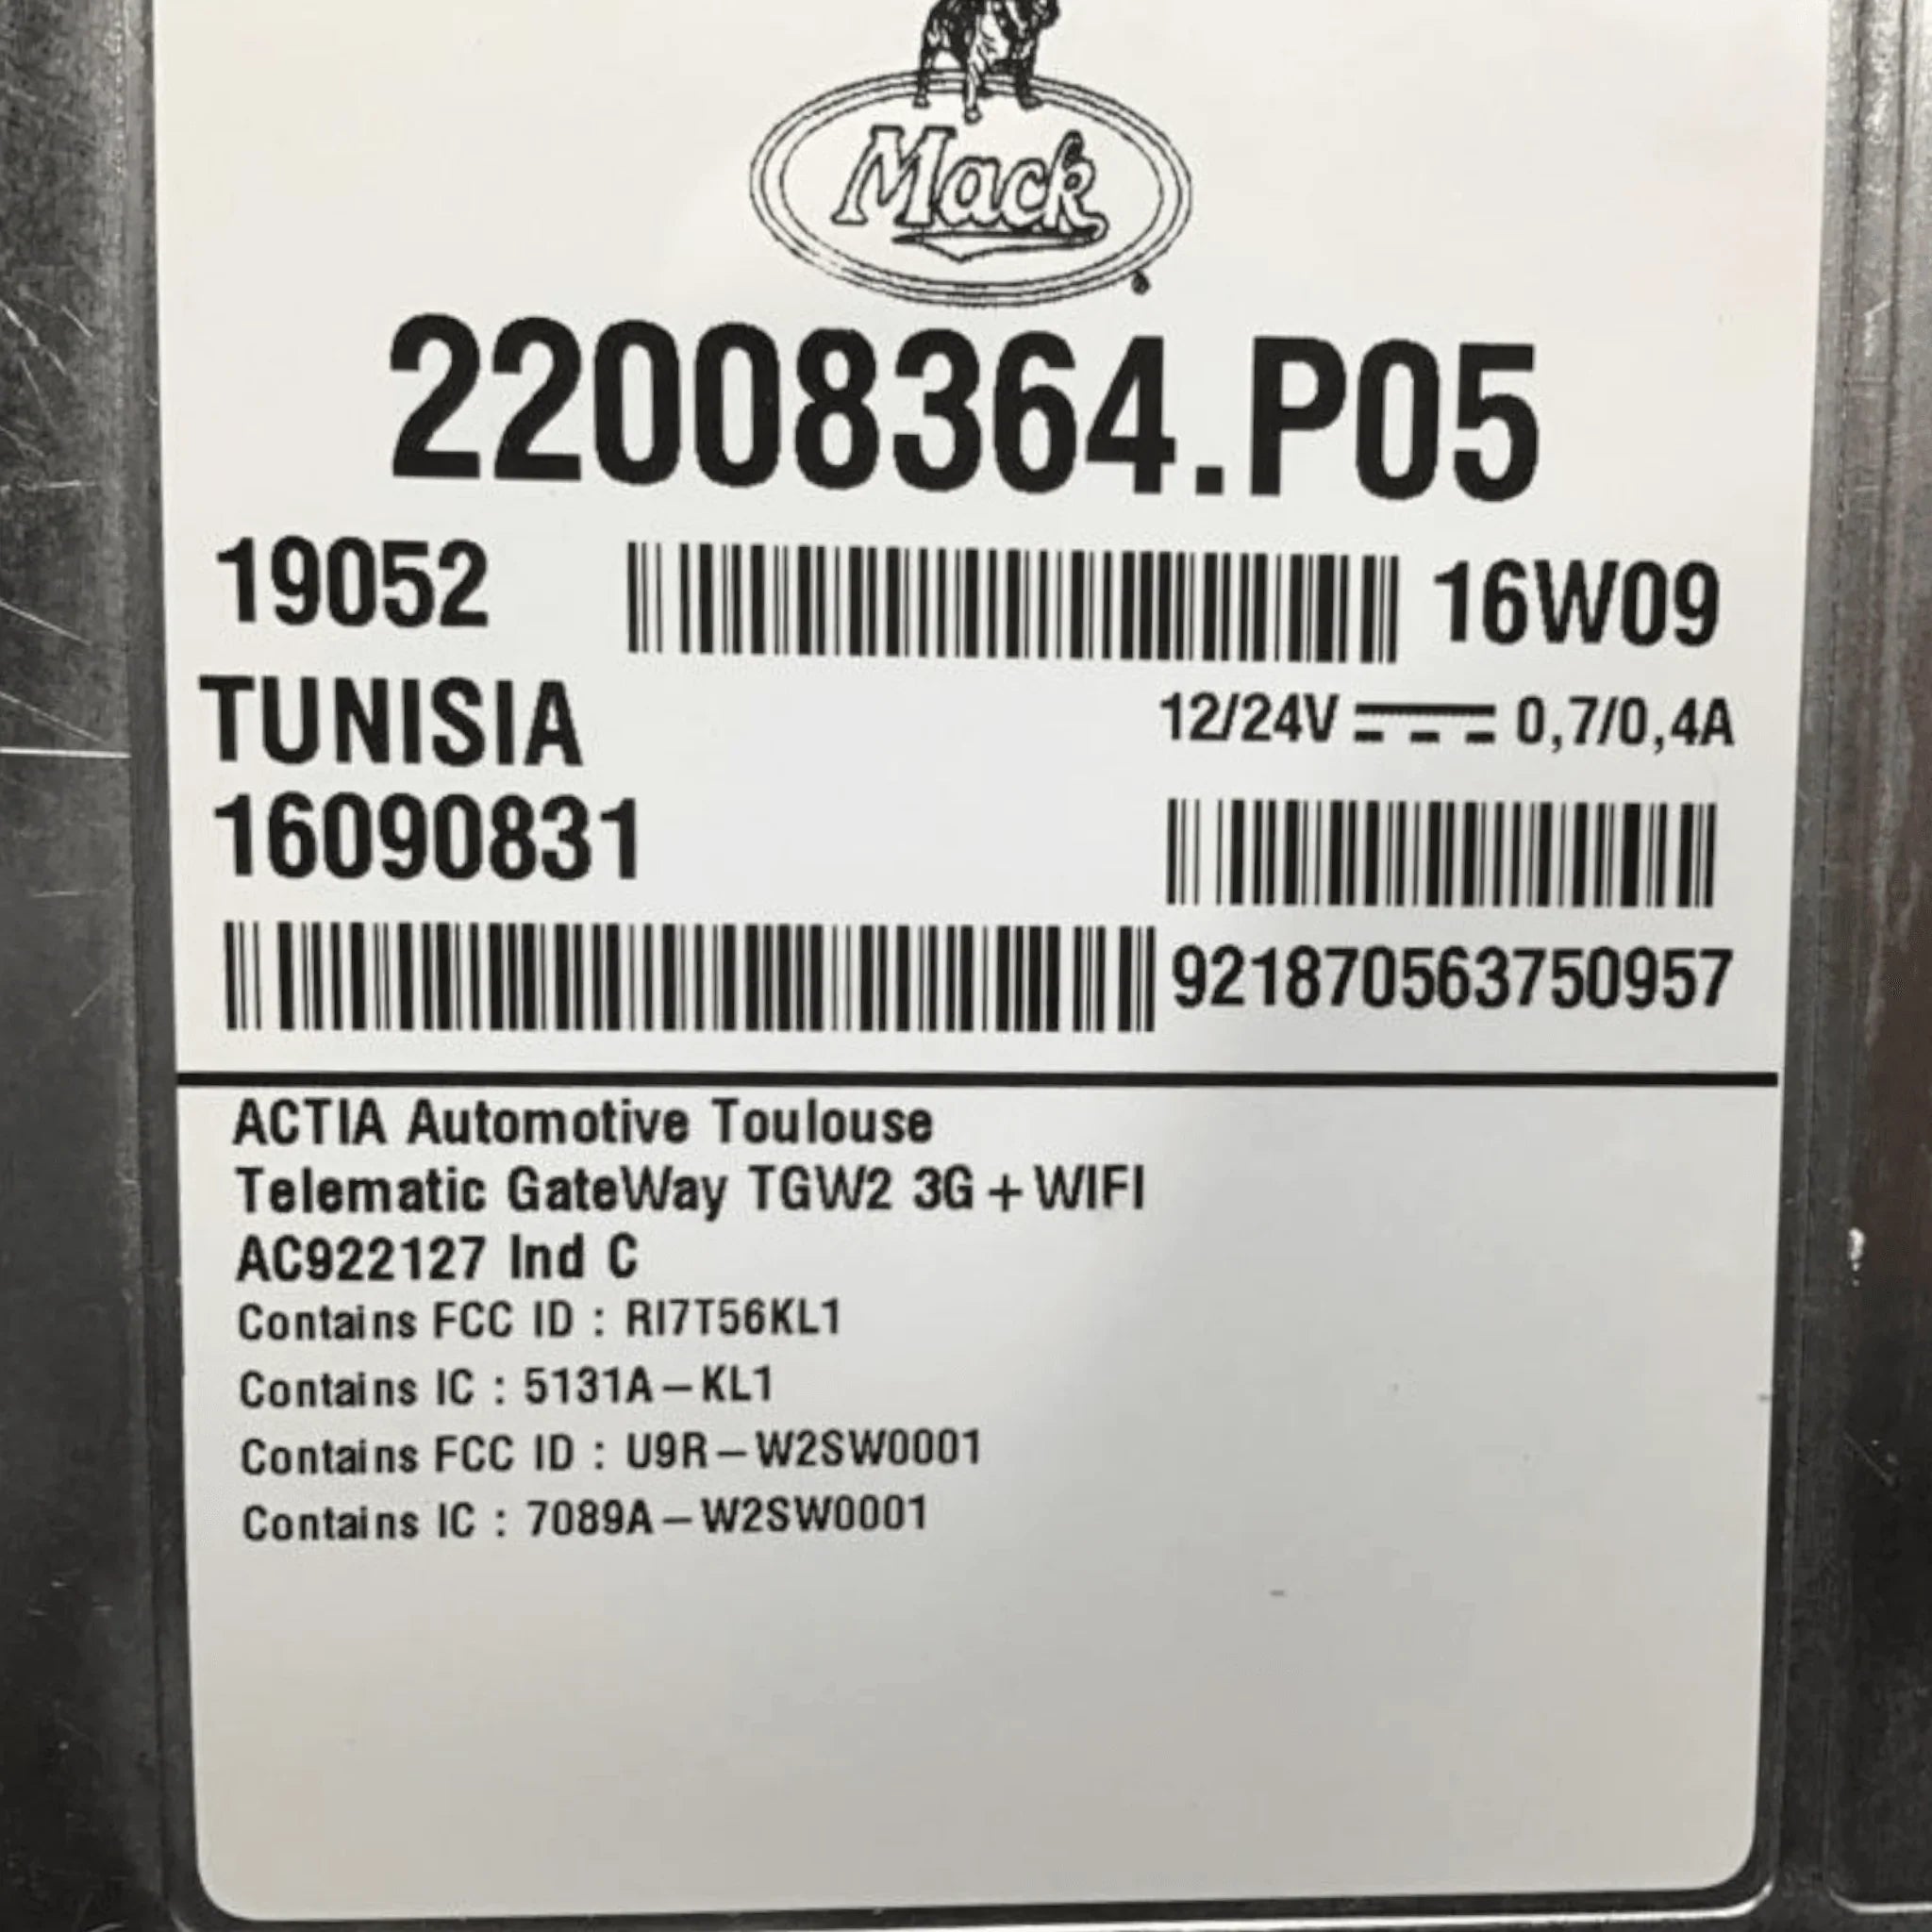 Mack
22008364.P05
19052 16W09
TUNISIA 12/24V 0,7/0,4A
16090831
921870563750957
ACTIA Automotive Toulouse
Telematic GateWay TGW2 3G+WIFI
AC922127 Ind C
Contains FCC ID : RI7T56KL1
Contains IC : 5131A-KL1
Contains FCC ID : U9R-W2SW0001
Contains IC : 7089A-W2SW0001